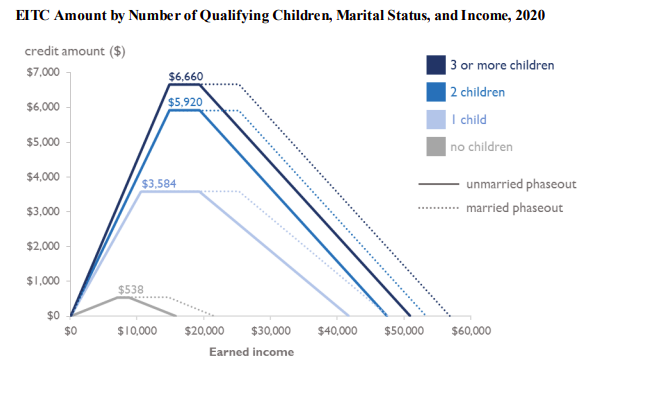 EITC Amount by Number of Qualifying Children, Marital Status, and Income, 2020
credit amount ($)
$7,000
$6,000
$5,000
$4,000
$3,000
$2,000
$1,000
$0
$6,660
$5,920
$3,584
$538
3 or more children
2 children
1 child
no children
unmarried phaseout
married phaseout
$0
$10,000
$20,000
$30,000
$40,000
$50,000
$60,000
Earned income